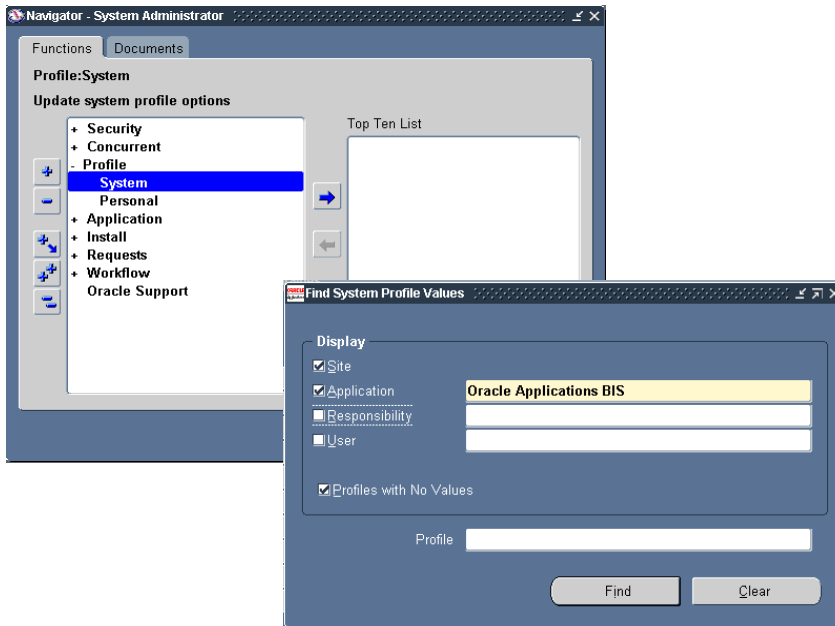 Navigator - System Administrator
Functions Documents
Profile:System
Update system profile options
+ Security
+ Concurrent
- Profile
System
Personal
+ Application
+ Install
+ Requests
+ Workflow
Oracle Support
Top Ten List
Find System Profile Values
Display
Site
Application Oracle Applications BIS
Responsibility
User
Profiles with No Values
Profile
Find Clear